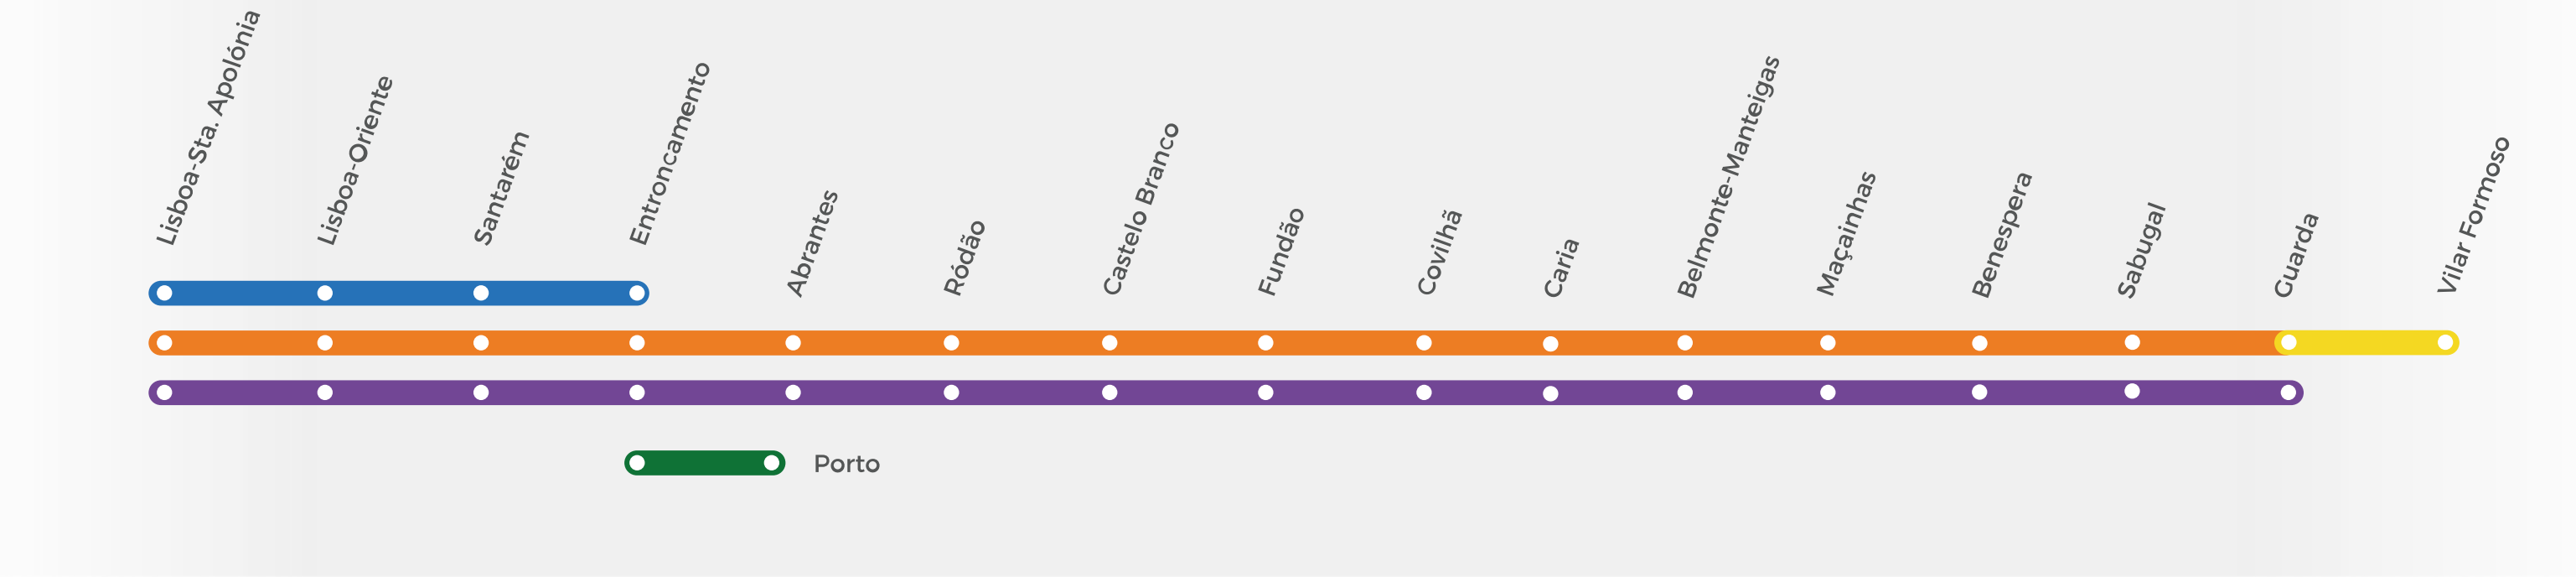 Lisboa-Sta. Apolónia
Lisboa-Oriente
Santarém
Entroncamento
Abrantes
Ródão
Castelo Branco
Fundão
Covilhã
Caria
Belmonte-Manteigas
Maçainhas
Benespera
Sabugal
Guarda
Vilar Formoso
Porto